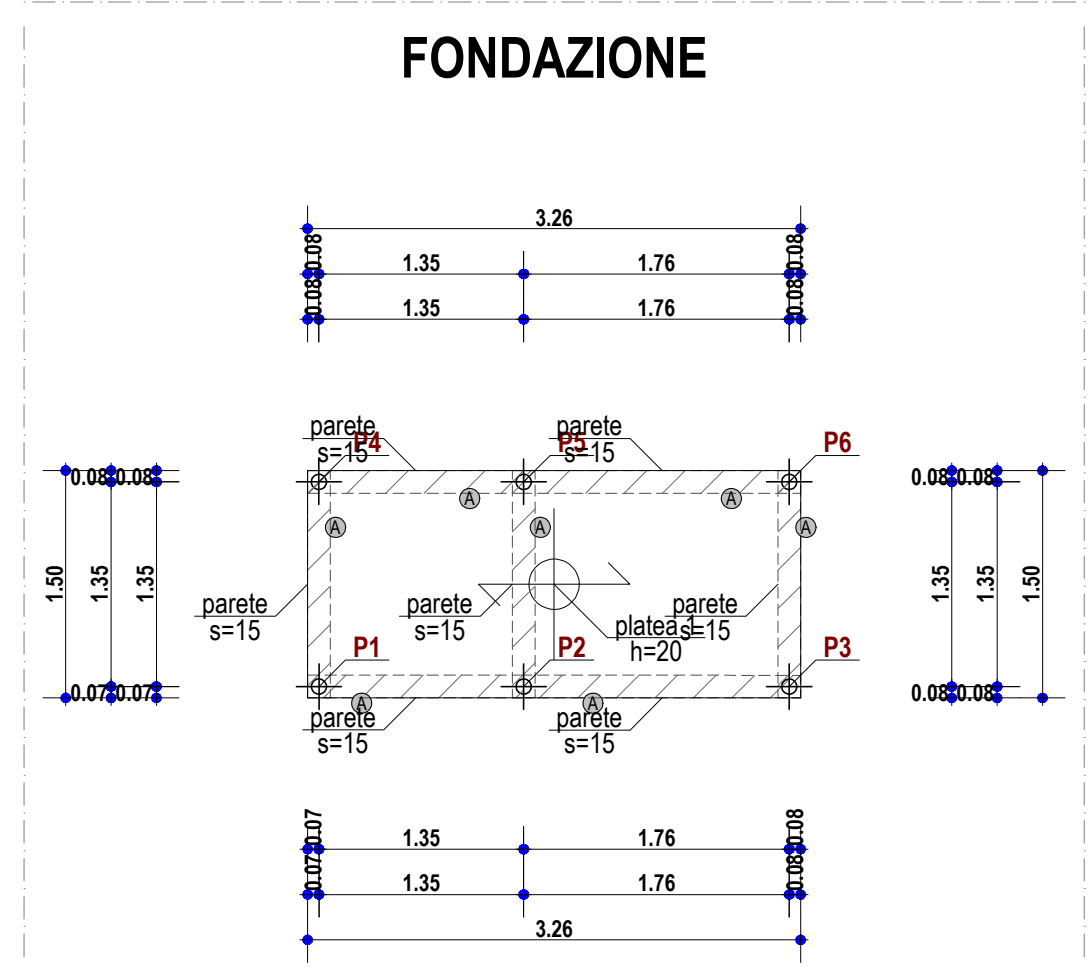 FONDAZIONE
3.26
0.08 1.35 1.76 0.08
0.08 1.35 1.76 0.08
parete
s=15
P4
parete
s=15
P5
P6
0.08 0.08
0.08 0.08
A A
A A A
1.50 1.35 1.35
1.35 1.35 1.50
parete
s=15
parete
s=15
parete
s=15
platea 1
h=20
P1 P2 P3
0.07 0.07
0.08 0.08
A A
parete
s=15
parete
s=15
0.07 1.35 1.76 0.08
0.07 1.35 1.76 0.08
3.26